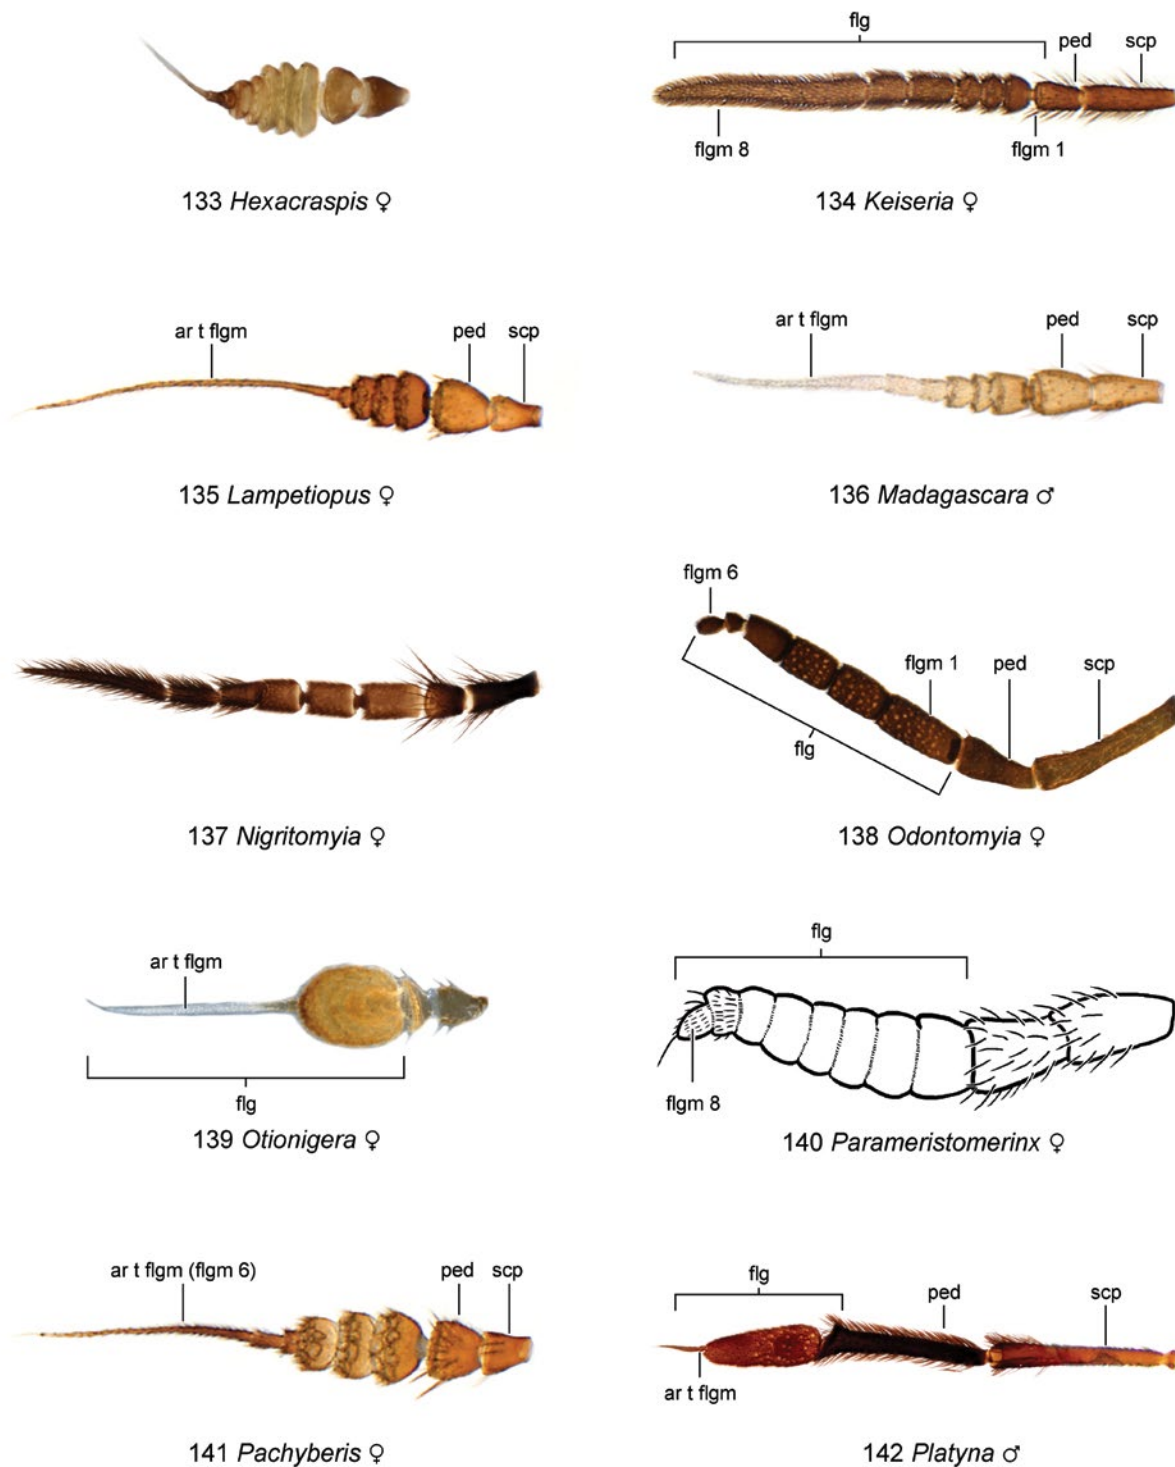 flg
ped
scp
flgm 8
flgm 1
133 Hexacraspis ♀
134 Keiseria ♀
ar t flgm
ped
scp
ar t flgm
ped
scp
135 Lampetiopus ♀
136 Madagascara ♂
flgm 6
flgm 1
ped
scp
flg
137 Nigritomyia ♀
138 Odontomyia ♀
ar t flgm
flg
139 Otionigera ♀
flg
flgm 8
140 Parameristomerinx ♀
ar t flgm (flgm 6)
ped
scp
flg
ped
scp
ar t flgm
141 Pachyberis ♀
142 Platyna ♂